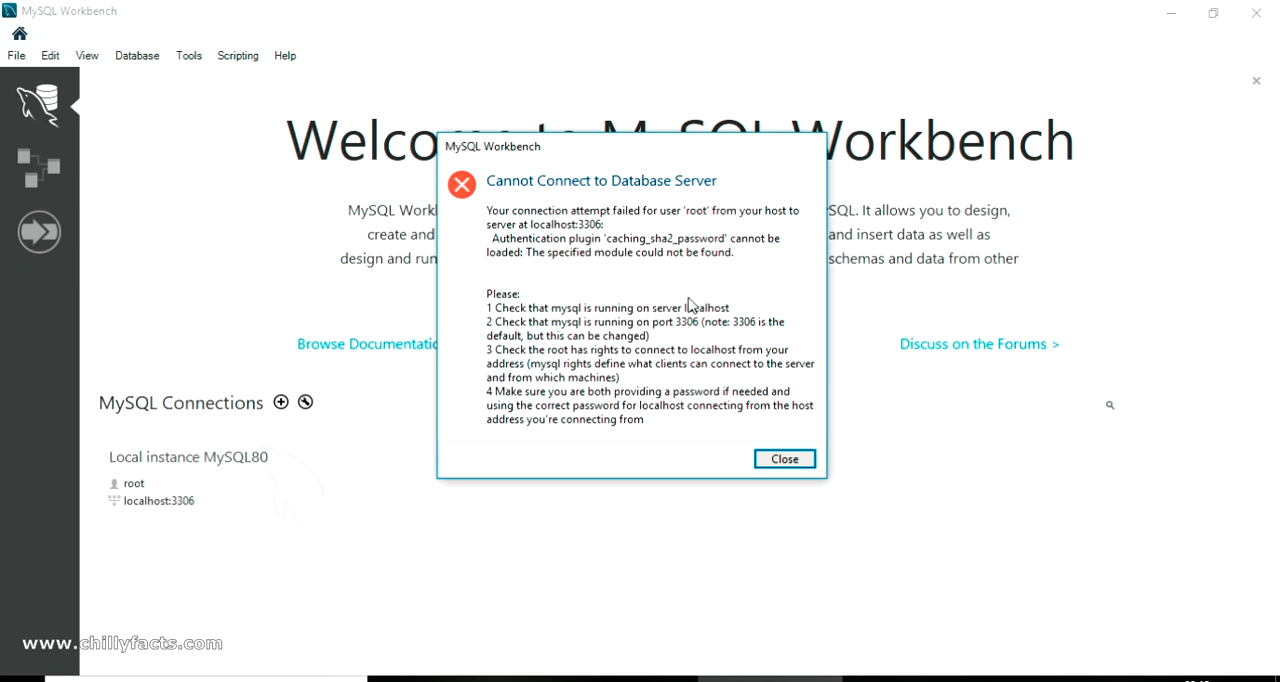 MySQL Workbench
File Edit View Database Tools Scripting Help
Welco
Workbench
MySQL Workbench
Cannot Connect to Database Server
Your connection attempt failed for user 'root' from your host to
server at localhost:3306:
Authentication plugin 'caching_sha2_password' cannot be
loaded: The specified module could not be found.
Please:
1 Check that mysql is running on server localhost
2 Check that mysql is running on port 3306 (note: 3306 is the
default, but this can be changed)
3 Check the root has rights to connect to localhost from your
address (mysql rights define what clients can connect to the server
and from which machines)
4 Make sure you are both providing a password if needed and
using the correct password for localhost connecting from the host
address you're connecting from
Close
MySQL Work
SQL. It allows you to design,
create and
and insert data as well as
design and run
schemas and data from other
Browse Documentatio
Discuss on the Forums >
MySQL Connections
Local instance MySQL80
root
localhost:3306
www.chillyfacts.com